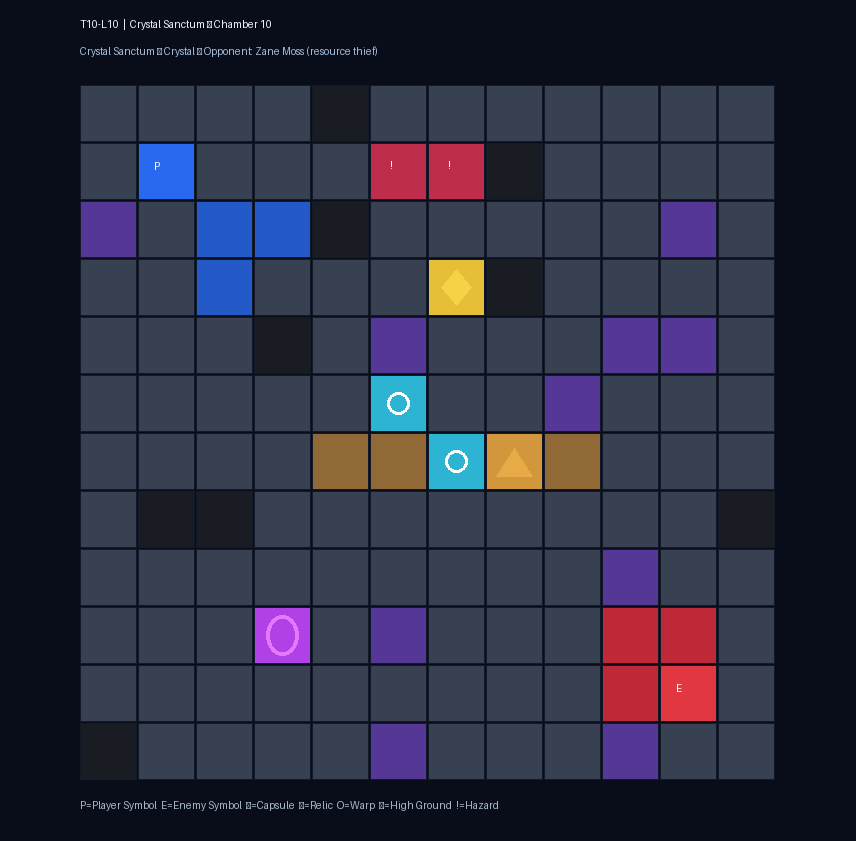 T10-L10 | Crystal Sanctum □ Chamber 10
Crystal Sanctum □ Crystal □ Opponent: Zane Moss (resource thief)
! !
P
E
P=Player Symbol E=Enemy Symbol □=Capsule □=Relic O=Warp □=High Ground !=Hazard